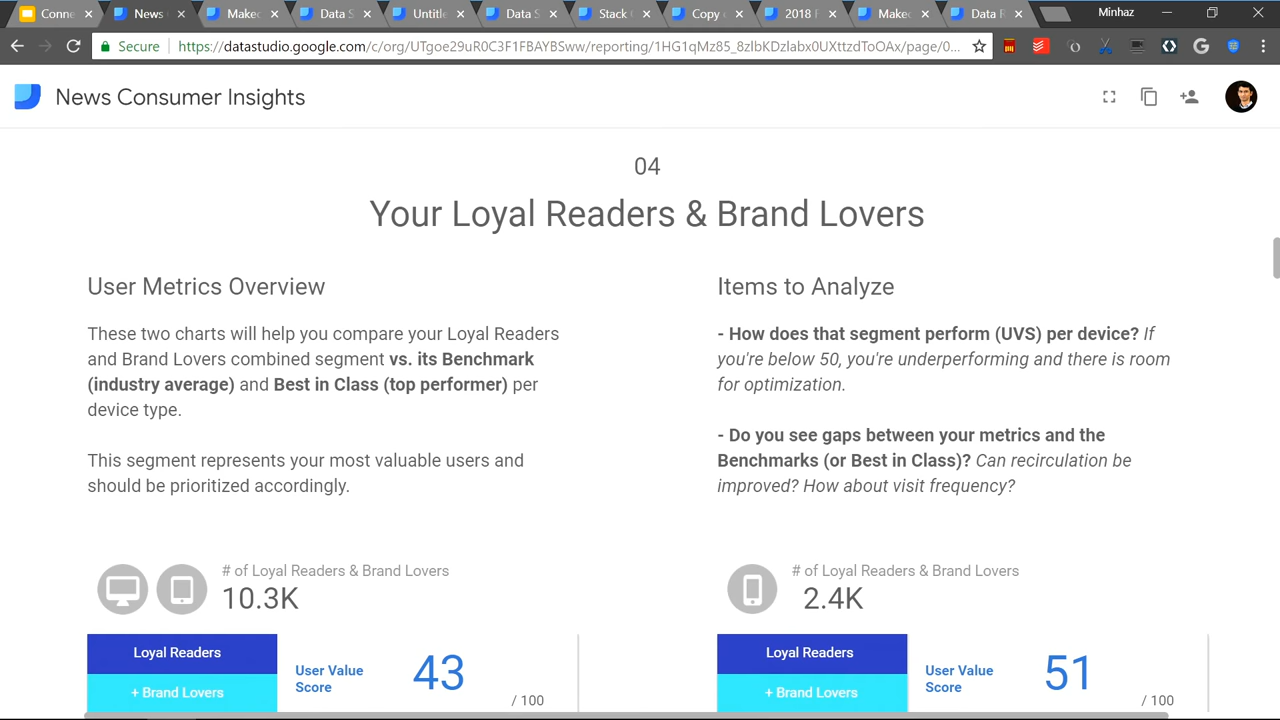 Conne
News
Makeo
Data S
Untitle
Data S
Stack
Copy
2018 F
Makeo
Data R
Minhaz
Secure
https://datastudio.google.com/c/org/UTgoe29uR0C3F1FBAYBSww/reporting/1HG1qMz85_8zlbKDzlabx0UXttzdToOAx/page/0...
News Consumer Insights
04
Your Loyal Readers & Brand Lovers
User Metrics Overview
These two charts will help you compare your Loyal Readers
and Brand Lovers combined segment vs. its Benchmark
(industry average) and Best in Class (top performer) per
device type.
This segment represents your most valuable users and
should be prioritized accordingly.
Items to Analyze
- How does that segment perform (UVS) per device? If
you're below 50, you're underperforming and there is room
for optimization.
- Do you see gaps between your metrics and the
Benchmarks (or Best in Class)? Can recirculation be
improved? How about visit frequency?
# of Loyal Readers & Brand Lovers
10.3K
Loyal Readers
+ Brand Lovers
User Value
Score
43
/ 100
# of Loyal Readers & Brand Lovers
2.4K
Loyal Readers
+ Brand Lovers
User Value
Score
51
/ 100